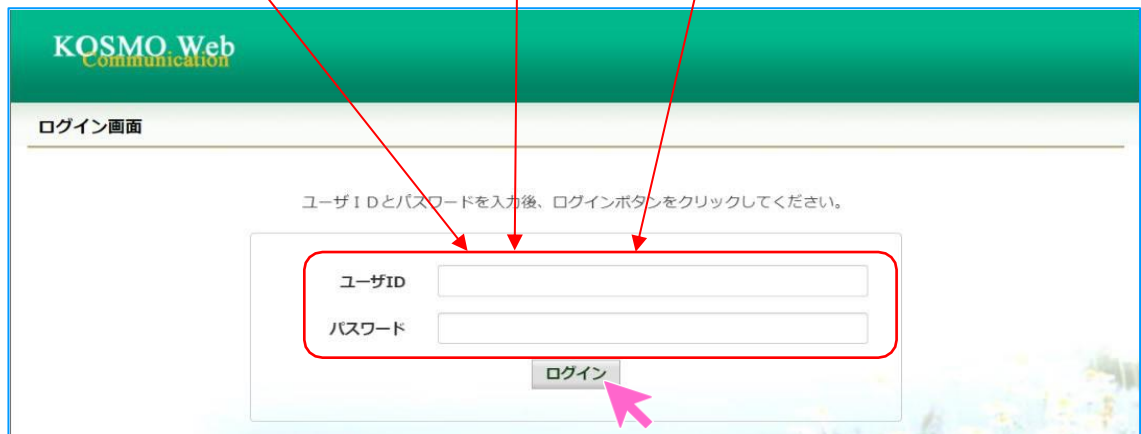 KOSMO Web
Communication
ログイン画面
ユーザＩＤとパスワードを入力後、ログインボタンをクリックしてください。
ユーザID
パスワード
ログイン